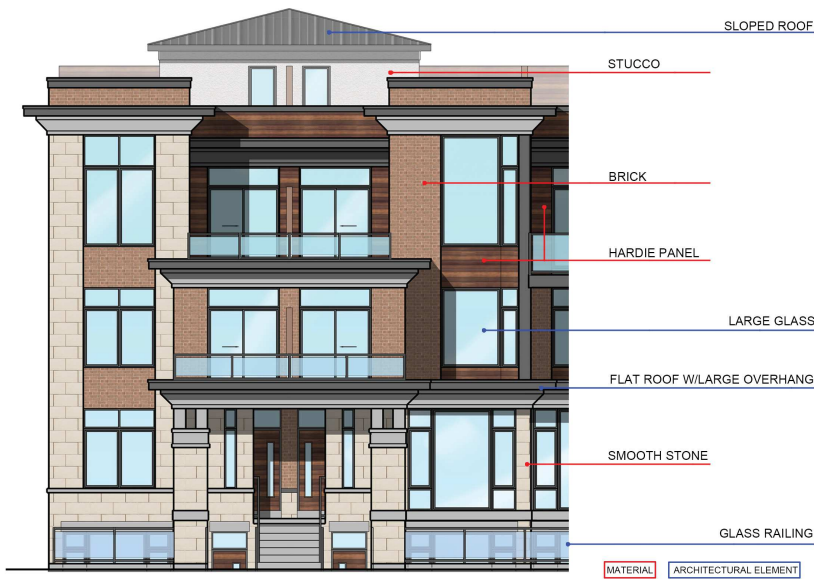 SLOPED ROOF
STUCCO
BRICK
HARDIE PANEL
LARGE GLASS
FLAT ROOF W/LARGE OVERHANG
SMOOTH STONE
GLASS RAILING
MATERIAL
ARCHITECTURAL ELEMENT